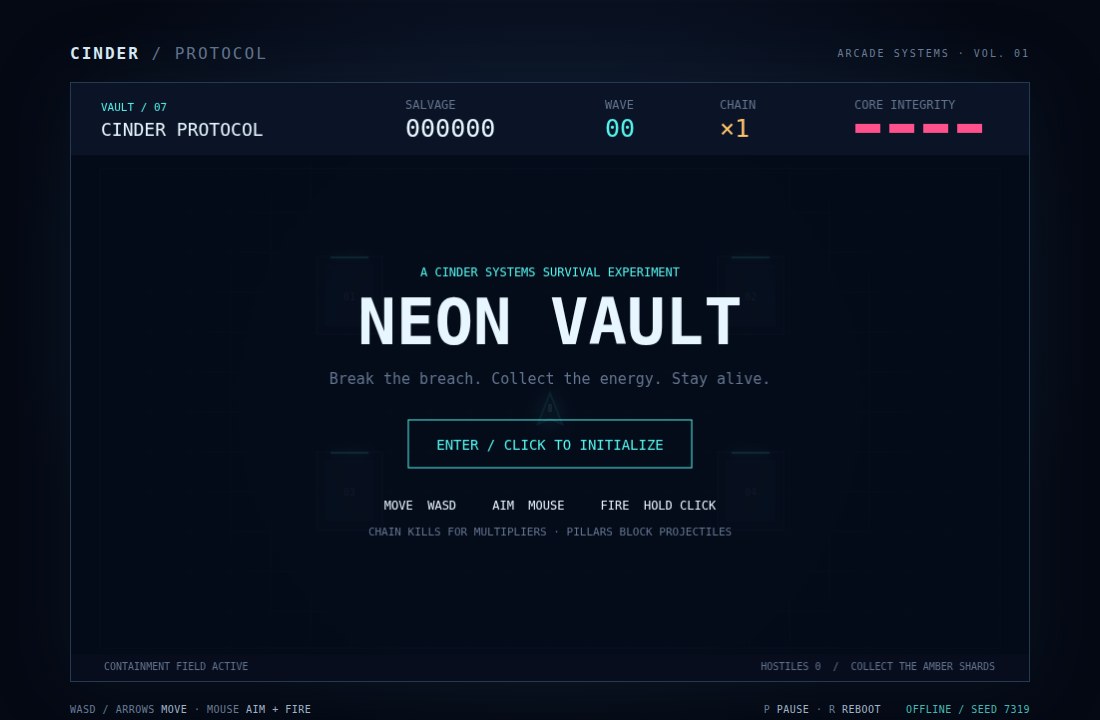 CINDER / PROTOCOL
ARCADE SYSTEMS · VOL. 01
VAULT / 07
CINDER PROTOCOL
SALVAGE
000000
WAVE
00
CHAIN
×1
CORE INTEGRITY
A CINDER SYSTEMS SURVIVAL EXPERIMENT
NEON VAULT
Break the breach. Collect the energy. Stay alive.
ENTER / CLICK TO INITIALIZE
MOVE WASD AIM MOUSE FIRE HOLD CLICK
CHAIN KILLS FOR MULTIPLIERS · PILLARS BLOCK PROJECTILES
CONTAINMENT FIELD ACTIVE
HOSTILES 0 / COLLECT THE AMBER SHARDS
WASD / ARROWS MOVE · MOUSE AIM + FIRE
P PAUSE · R REBOOT OFFLINE / SEED 7319